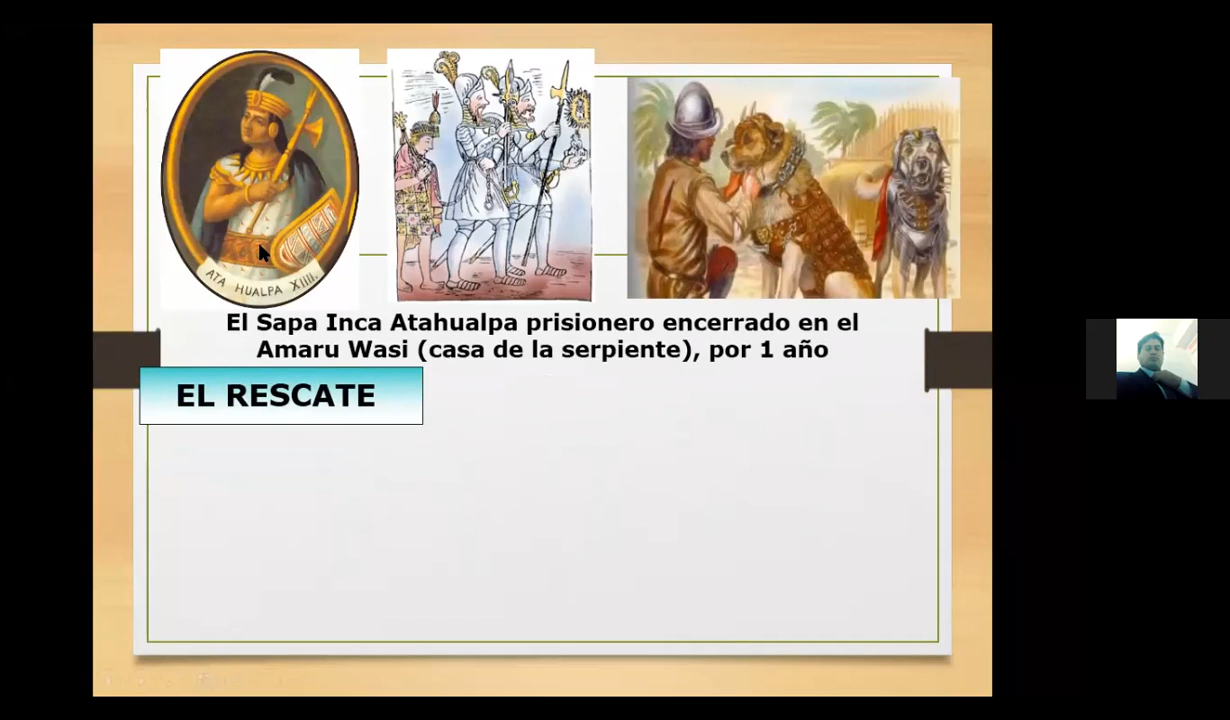 ATA HUALPA XIIII.
El Sapa Inca Atahualpa prisionero encerrado en el
Amaru Wasi (casa de la serpiente), por 1 año
EL RESCATE